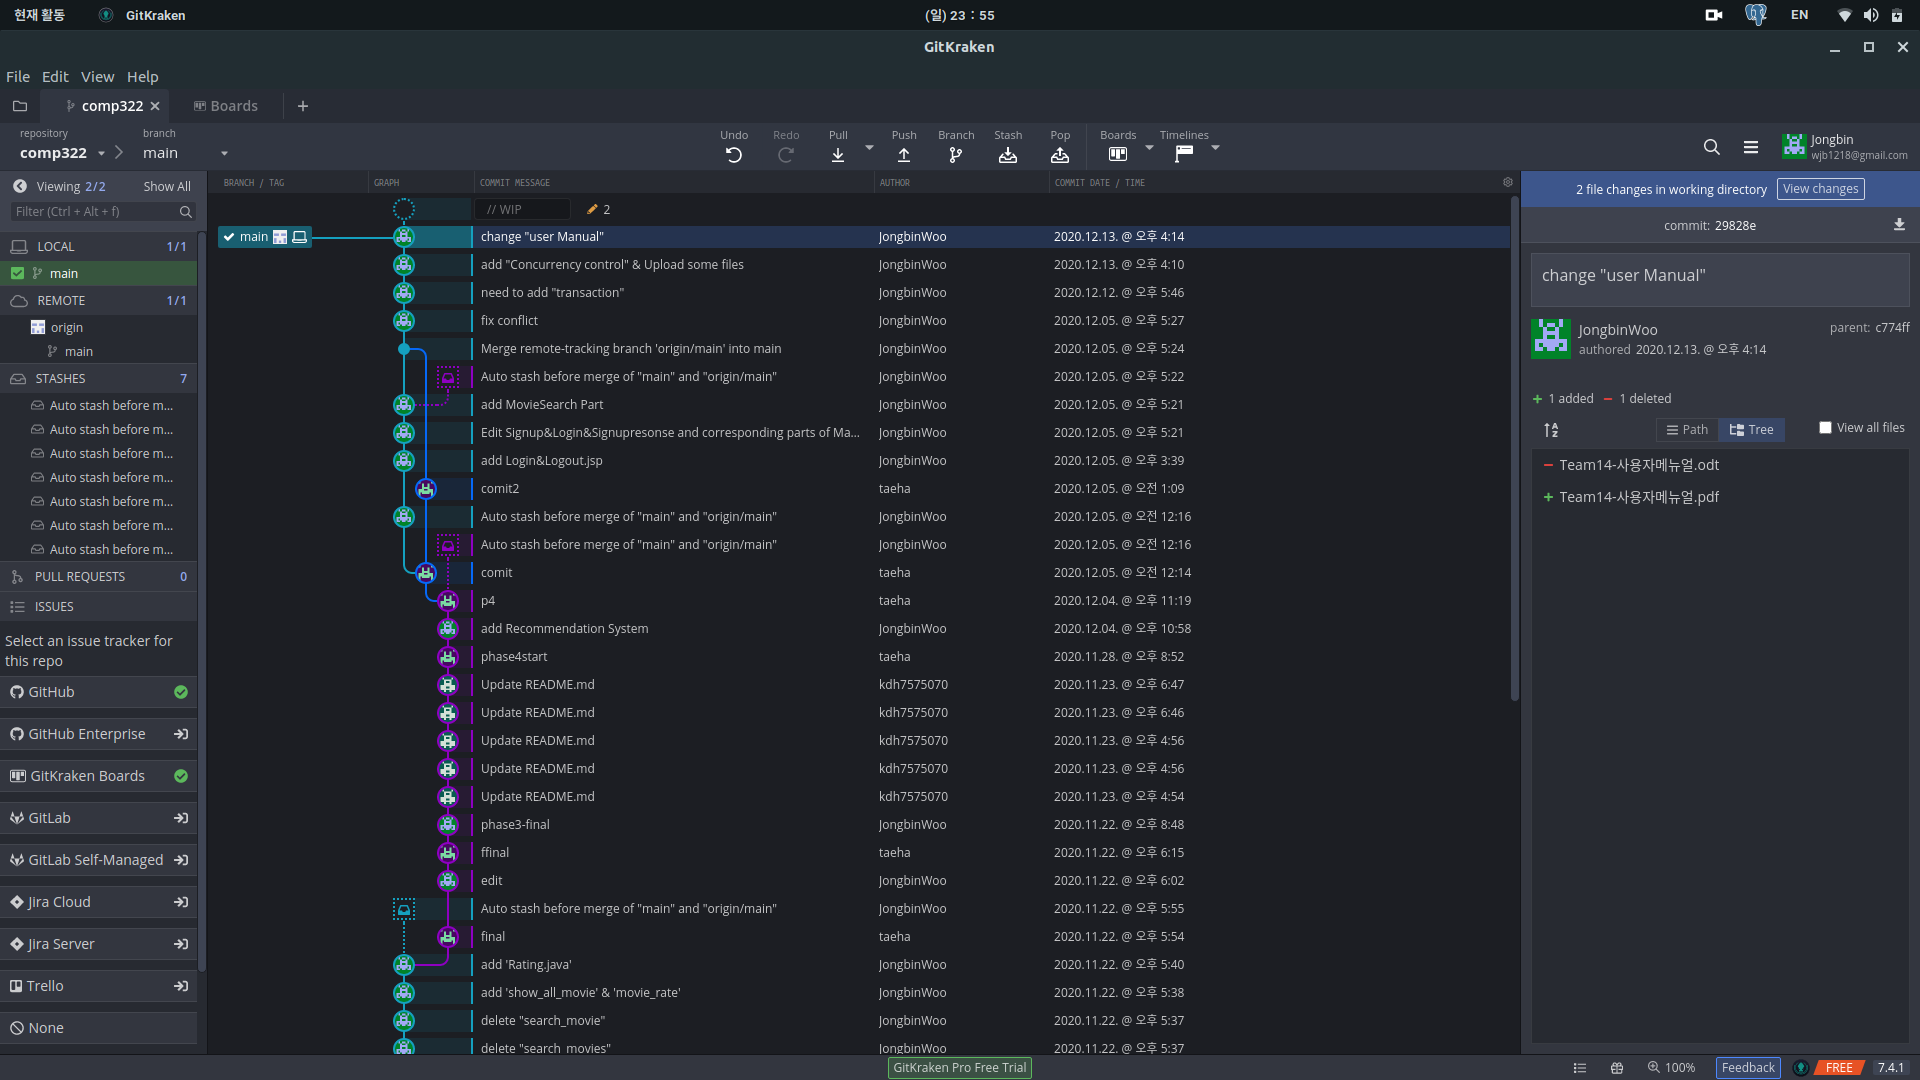 현재 활동
GitKraken
(일) 23 : 55
EN
GitKraken
File Edit View Help
comp322
Boards
repository
comp322
branch
main
Undo Redo Pull Push Branch Stash Pop Boards Timelines
Jongbin
wjb1218@gmail.com
Viewing 2/2 Show All
Filter (Ctrl + Alt + f)
LOCAL 1/1
main
REMOTE 1/1
origin
main
STASHES 7
Auto stash before m...
Auto stash before m...
Auto stash before m...
Auto stash before m...
Auto stash before m...
Auto stash before m...
Auto stash before m...
PULL REQUESTS 0
ISSUES
Select an issue tracker for
this repo
GitHub
GitHub Enterprise
GitKraken Boards
GitLab
GitLab Self-Managed
Jira Cloud
Jira Server
Trello
None
BRANCH / TAG GRAPH COMMIT MESSAGE AUTHOR COMMIT DATE / TIME
// WIP 2
main change "user Manual" JongbinWoo 2020.12.13. @ 오후 4:14
add "Concurrency control" & Upload some files JongbinWoo 2020.12.13. @ 오후 4:10
need to add "transaction" JongbinWoo 2020.12.12. @ 오후 5:46
fix conflict JongbinWoo 2020.12.05. @ 오후 5:27
Merge remote-tracking branch 'origin/main' into main JongbinWoo 2020.12.05. @ 오후 5:24
Auto stash before merge of "main" and "origin/main" JongbinWoo 2020.12.05. @ 오후 5:22
add MovieSearch Part JongbinWoo 2020.12.05. @ 오후 5:21
Edit Signup&Login&Signupresonse and corresponding parts of Ma... JongbinWoo 2020.12.05. @ 오후 5:21
add Login&Logout.jsp JongbinWoo 2020.12.05. @ 오후 3:39
comit2 taeha 2020.12.05. @ 오전 1:09
Auto stash before merge of "main" and "origin/main" JongbinWoo 2020.12.05. @ 오전 12:16
Auto stash before merge of "main" and "origin/main" JongbinWoo 2020.12.05. @ 오전 12:16
comit taeha 2020.12.05. @ 오전 12:14
p4 taeha 2020.12.04. @ 오후 11:19
add Recommendation System JongbinWoo 2020.12.04. @ 오후 10:58
phase4start taeha 2020.11.28. @ 오후 8:52
Update README.md kdh7575070 2020.11.23. @ 오후 6:47
Update README.md kdh7575070 2020.11.23. @ 오후 6:46
Update README.md kdh7575070 2020.11.23. @ 오후 4:56
Update README.md kdh7575070 2020.11.23. @ 오후 4:56
Update README.md kdh7575070 2020.11.23. @ 오후 4:54
phase3-final JongbinWoo 2020.11.22. @ 오후 8:48
ffinal taeha 2020.11.22. @ 오후 6:15
edit JongbinWoo 2020.11.22. @ 오후 6:02
Auto stash before merge of "main" and "origin/main" JongbinWoo 2020.11.22. @ 오후 5:55
final taeha 2020.11.22. @ 오후 5:54
add 'Rating.java' JongbinWoo 2020.11.22. @ 오후 5:40
add 'show_all_movie' & 'movie_rate' JongbinWoo 2020.11.22. @ 오후 5:38
delete "search_movie" JongbinWoo 2020.11.22. @ 오후 5:37
delete "search_movies" JongbinWoo 2020.11.22. @ 오후 5:37
2 file changes in working directory View changes
commit: 29828e
change "user Manual"
JongbinWoo
authored 2020.12.13. @ 오후 4:14
parent: c774ff
1 added 1 deleted
Path Tree View all files
Team14-사용자메뉴얼.odt
Team14-사용자메뉴얼.pdf
GitKraken Pro Free Trial
100% Feedback FREE 7.4.1